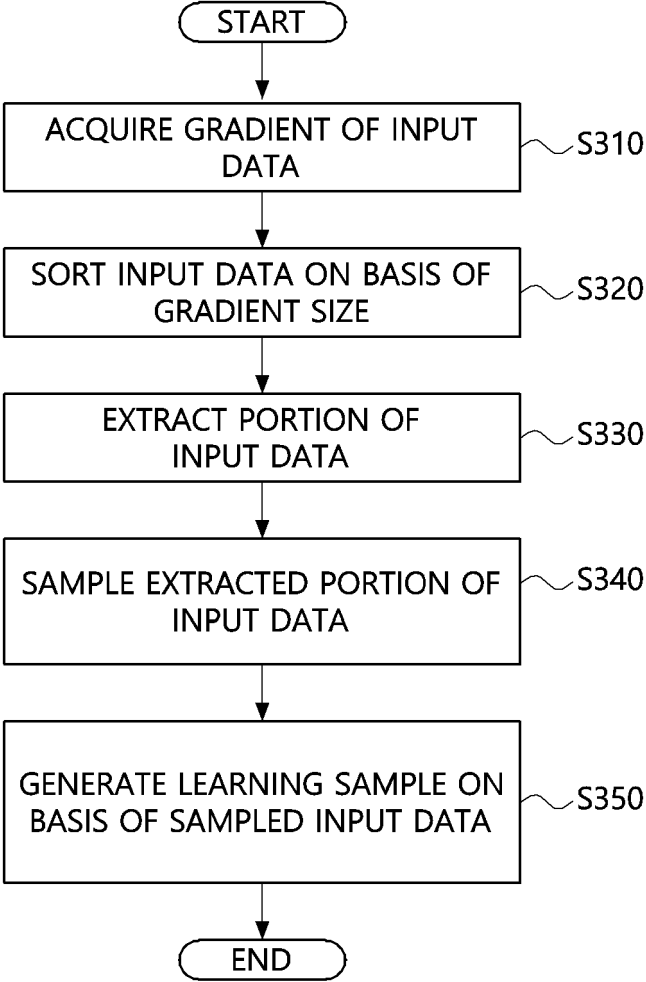 START
ACQUIRE GRADIENT OF INPUT
DATA
S310
SORT INPUT DATA ON BASIS OF
GRADIENT SIZE
S320
EXTRACT PORTION OF
INPUT DATA
S330
SAMPLE EXTRACTED PORTION OF
INPUT DATA
S340
GENERATE LEARNING SAMPLE ON
BASIS OF SAMPLED INPUT DATA
S350
END